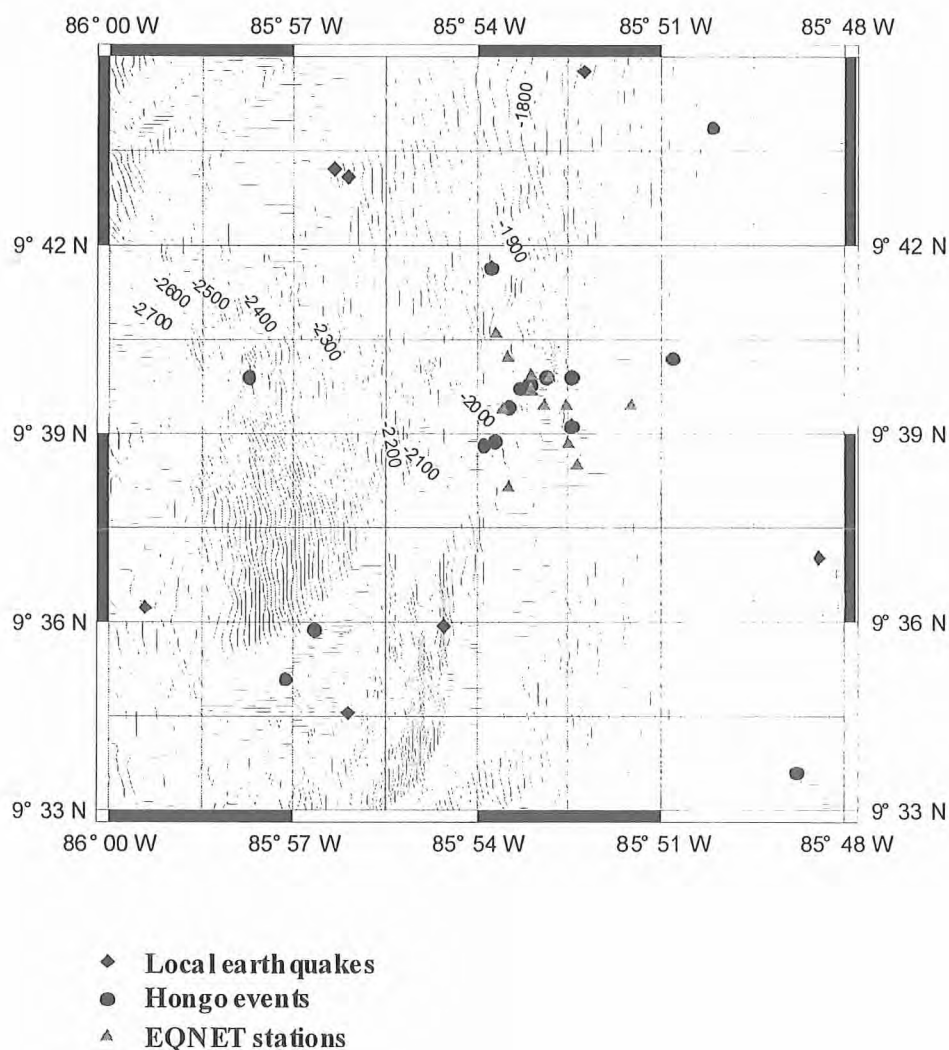 86° 00 W 85° 57 W 85° 54 W 85° 51 W 85° 48 W
-1800
9° 42 N 9° 42 N
-1900
-2600
-2500
-2400
-2700
-2300
-2000
9° 39 N 9° 39 N
-2200
-2100
9° 36 N 9° 36 N
9° 33 N 9° 33 N
86° 00 W 85° 57 W 85° 54 W 85° 51 W 85° 48 W
Local earthquakes
Hongo events
EQNET stations